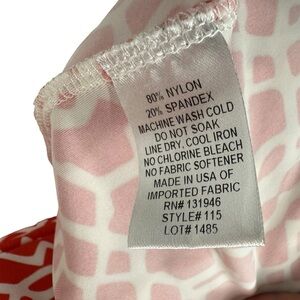 80% NYLON
20% SPANDEX
MACHINE WASH COLD
DO NOT SOAK
LINE DRY, COOL IRON
NO CHLORINE BLEACH
NO FABRIC SOFTENER
MADE IN USA OF
IMPORTED FABRIC
RN# 131946
STYLE# 115
LOT# 1485